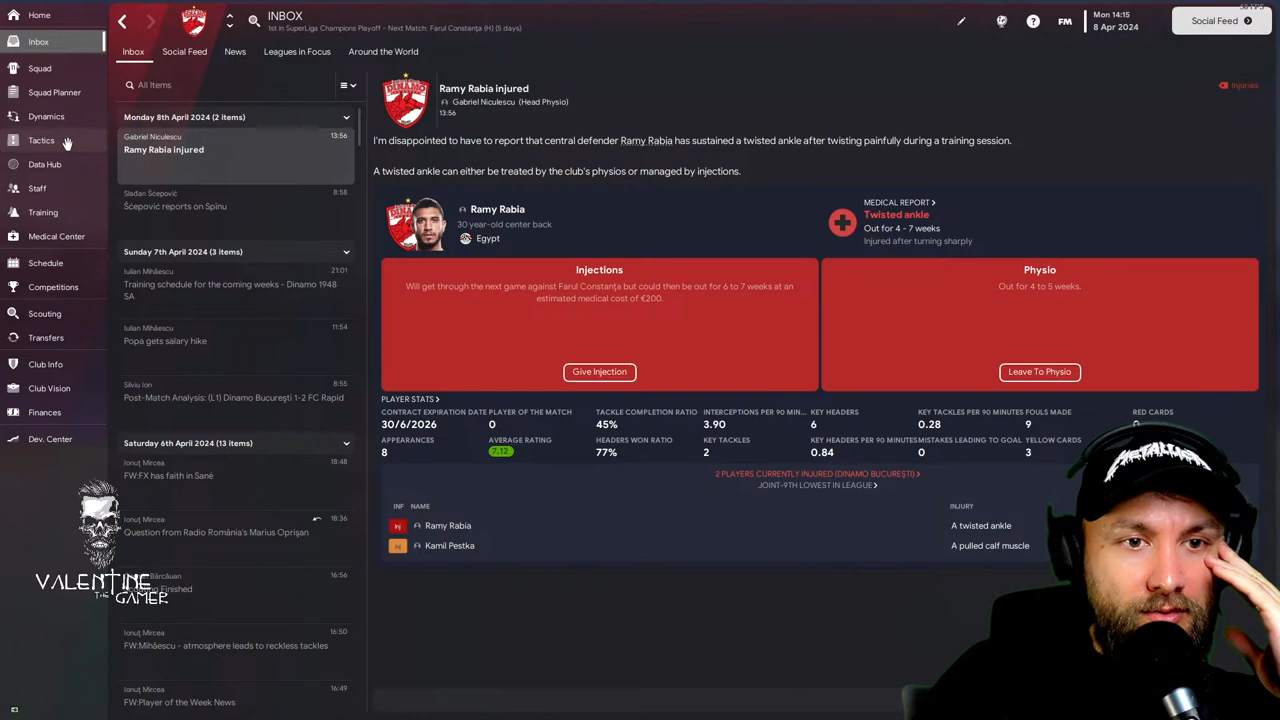 INBOX
1st in SuperLiga Champions Playoff - Next Match: Farul Constanța (H) (5 days)
FM
Mon 14:15
8 Apr 2024
Social Feed
Home
Inbox
Squad
Squad Planner
Dynamics
Tactics
Data Hub
Staff
Training
Medical Center
Schedule
Competitions
Scouting
Transfers
Club Info
Club Vision
Finances
Dev. Center
Inbox Social Feed News Leagues in Focus Around the World
All Items
Monday 8th April 2024 (2 items)
Gabriel Niculescu 13:56
Ramy Rabia injured
Slađan Šćepović 8:58
Šćepović reports on Spînu
Sunday 7th April 2024 (3 items)
Iulian Mihăescu 21:01
Training schedule for the coming weeks - Dinamo 1948
SA
Iulian Mihăescu 11:54
Popa gets salary hike
Silviu Ion 8:55
Post-Match Analysis: (L1) Dinamo Bucureşti 1-2 FC Rapid
Saturday 6th April 2024 (13 items)
Ionuţ Mircea 18:48
FW:FX has faith in Sané
Ionuţ Mircea 18:36
Question from Radio România's Marius Oprişan
Bărcăuan 16:56
Finished
Ionuţ Mircea 16:50
FW:Mihăescu - atmosphere leads to reckless tackles
Ionuţ Mircea 16:49
FW:Player of the Week News
VALENTINE
THE GAMER
Ramy Rabia injured
Gabriel Niculescu (Head Physio)
13:56
Injuries
I'm disappointed to have to report that central defender Ramy Rabia has sustained a twisted ankle after twisting painfully during a training session.
A twisted ankle can either be treated by the club's physios or managed by injections.
Ramy Rabia
30 year-old center back
Egypt
MEDICAL REPORT
Twisted ankle
Out for 4 - 7 weeks
Injured after turning sharply
Injections
Will get through the next game against Farul Constanța but could then be out for 6 to 7 weeks at an
estimated medical cost of €200.
Give Injection
Physio
Out for 4 to 5 weeks.
Leave To Physio
PLAYER STATS
CONTRACT EXPIRATION DATE PLAYER OF THE MATCH TACKLE COMPLETION RATIO INTERCEPTIONS PER 90 MIN... KEY HEADERS KEY TACKLES PER 90 MINUTES FOULS MADE RED CARDS
30/6/2026 0 45% 3.90 6 0.28 9 0
APPEARANCES AVERAGE RATING HEADERS WON RATIO KEY TACKLES KEY HEADERS PER 90 MINUTES MISTAKES LEADING TO GOAL YELLOW CARDS
8 7.12 77% 2 0.84 0 3
2 PLAYERS CURRENTLY INJURED (DINAMO BUCUREŞTI)
JOINT-9TH LOWEST IN LEAGUE
INF NAME INJURY
Inj Ramy Rabia A twisted ankle
Inj Kamil Pestka A pulled calf muscle
METALLICA